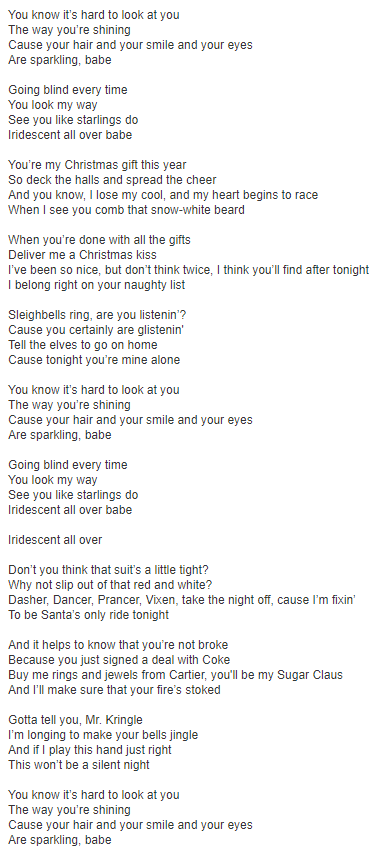 You know it's hard to look at you
The way you're shining
Cause your hair and your smile and your eyes
Are sparkling, babe

Going blind every time
You look my way
See you like starlings do
Iridescent all over babe

You're my Christmas gift this year
So deck the halls and spread the cheer
And you know, I lose my cool, and my heart begins to race
When I see you comb that snow-white beard

When you're done with all the gifts
Deliver me a Christmas kiss
I've been so nice, but don't think twice, I think you'll find after tonight
I belong right on your naughty list

Sleighbells ring, are you listenin'?
Cause you certainly are glistenin'
Tell the elves to go on home
Cause tonight you're mine alone

You know it's hard to look at you
The way you're shining
Cause your hair and your smile and your eyes
Are sparkling, babe

Going blind every time
You look my way
See you like starlings do
Iridescent all over babe

Iridescent all over

Don't you think that suit's a little tight?
Why not slip out of that red and white?
Dasher, Dancer, Prancer, Vixen, take the night off, cause I'm fixin'
To be Santa's only ride tonight

And it helps to know that you're not broke
Because you just signed a deal with Coke
Buy me rings and jewels from Cartier, you'll be my Sugar Claus
And I'll make sure that your fire's stoked

Gotta tell you, Mr. Kringle
I'm longing to make your bells jingle
And if I play this hand just right
This won't be a silent night

You know it's hard to look at you
The way you're shining
Cause your hair and your smile and your eyes
Are sparkling, babe